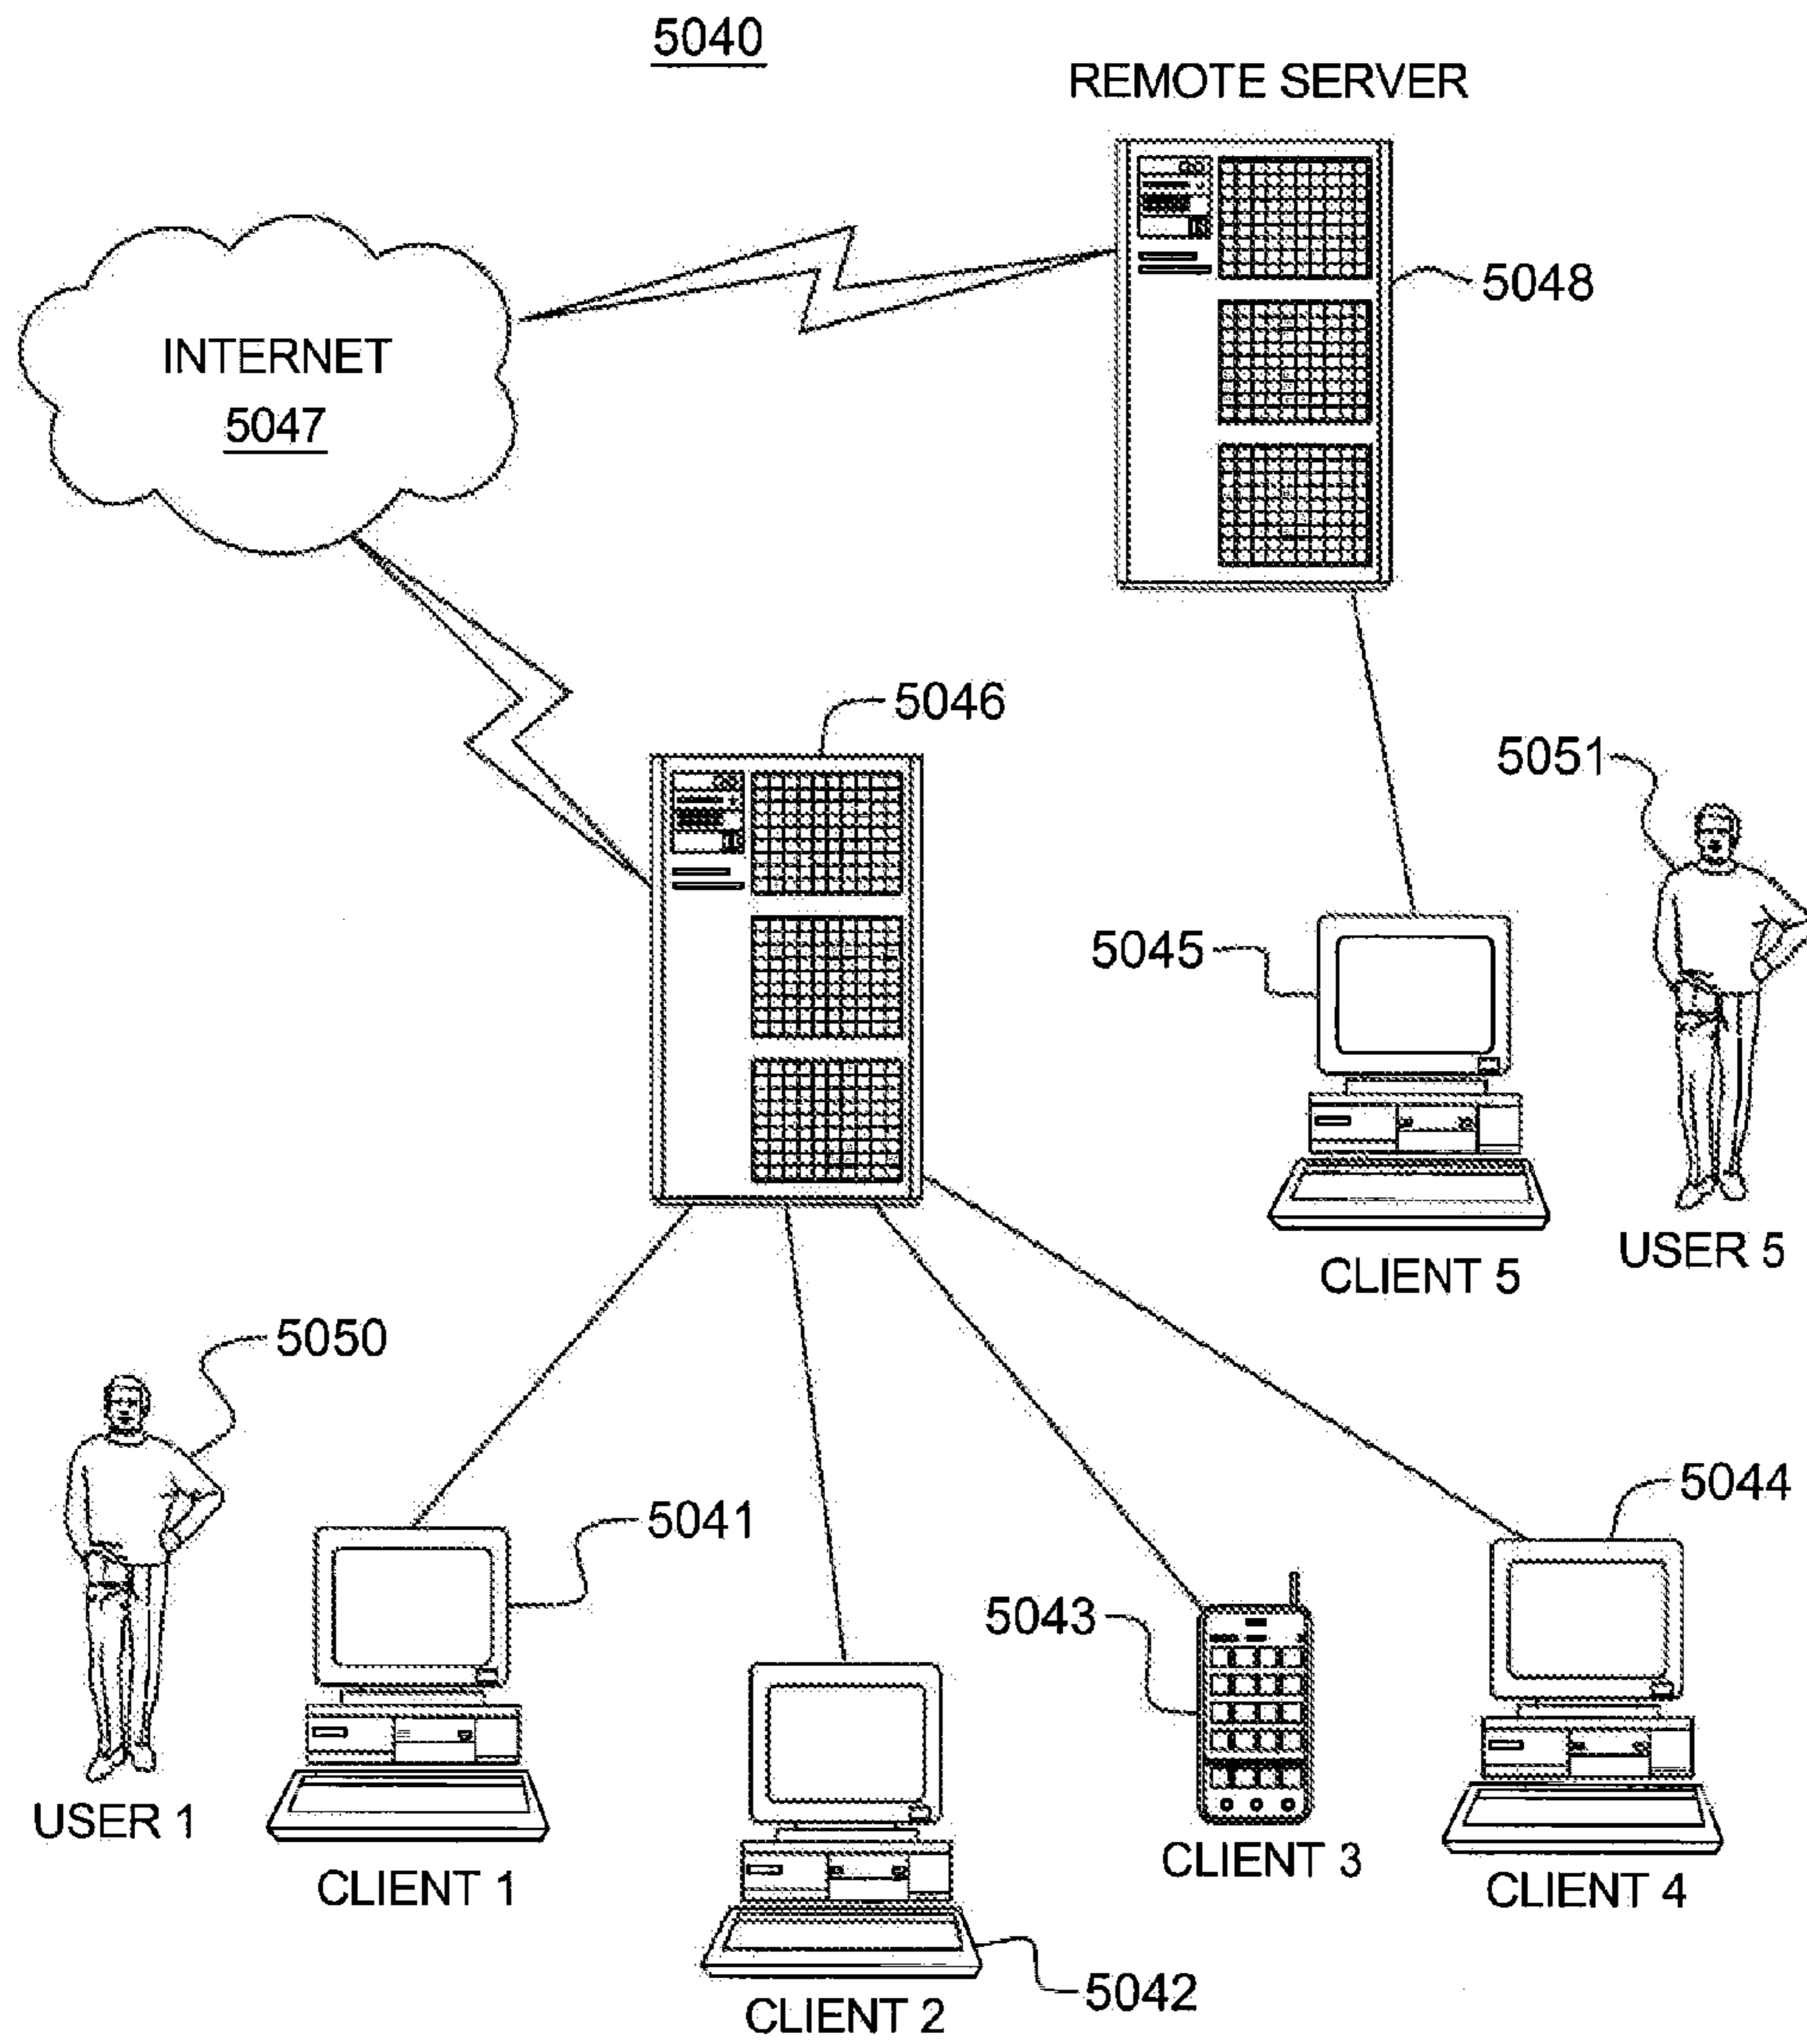 5040
REMOTE SERVER
5048
INTERNET
5047
5046
5051
5045
USER 5
CLIENT 5
5050
5041
5044
5043
USER 1
CLIENT 1
CLIENT 3
CLIENT 4
5042
CLIENT 2